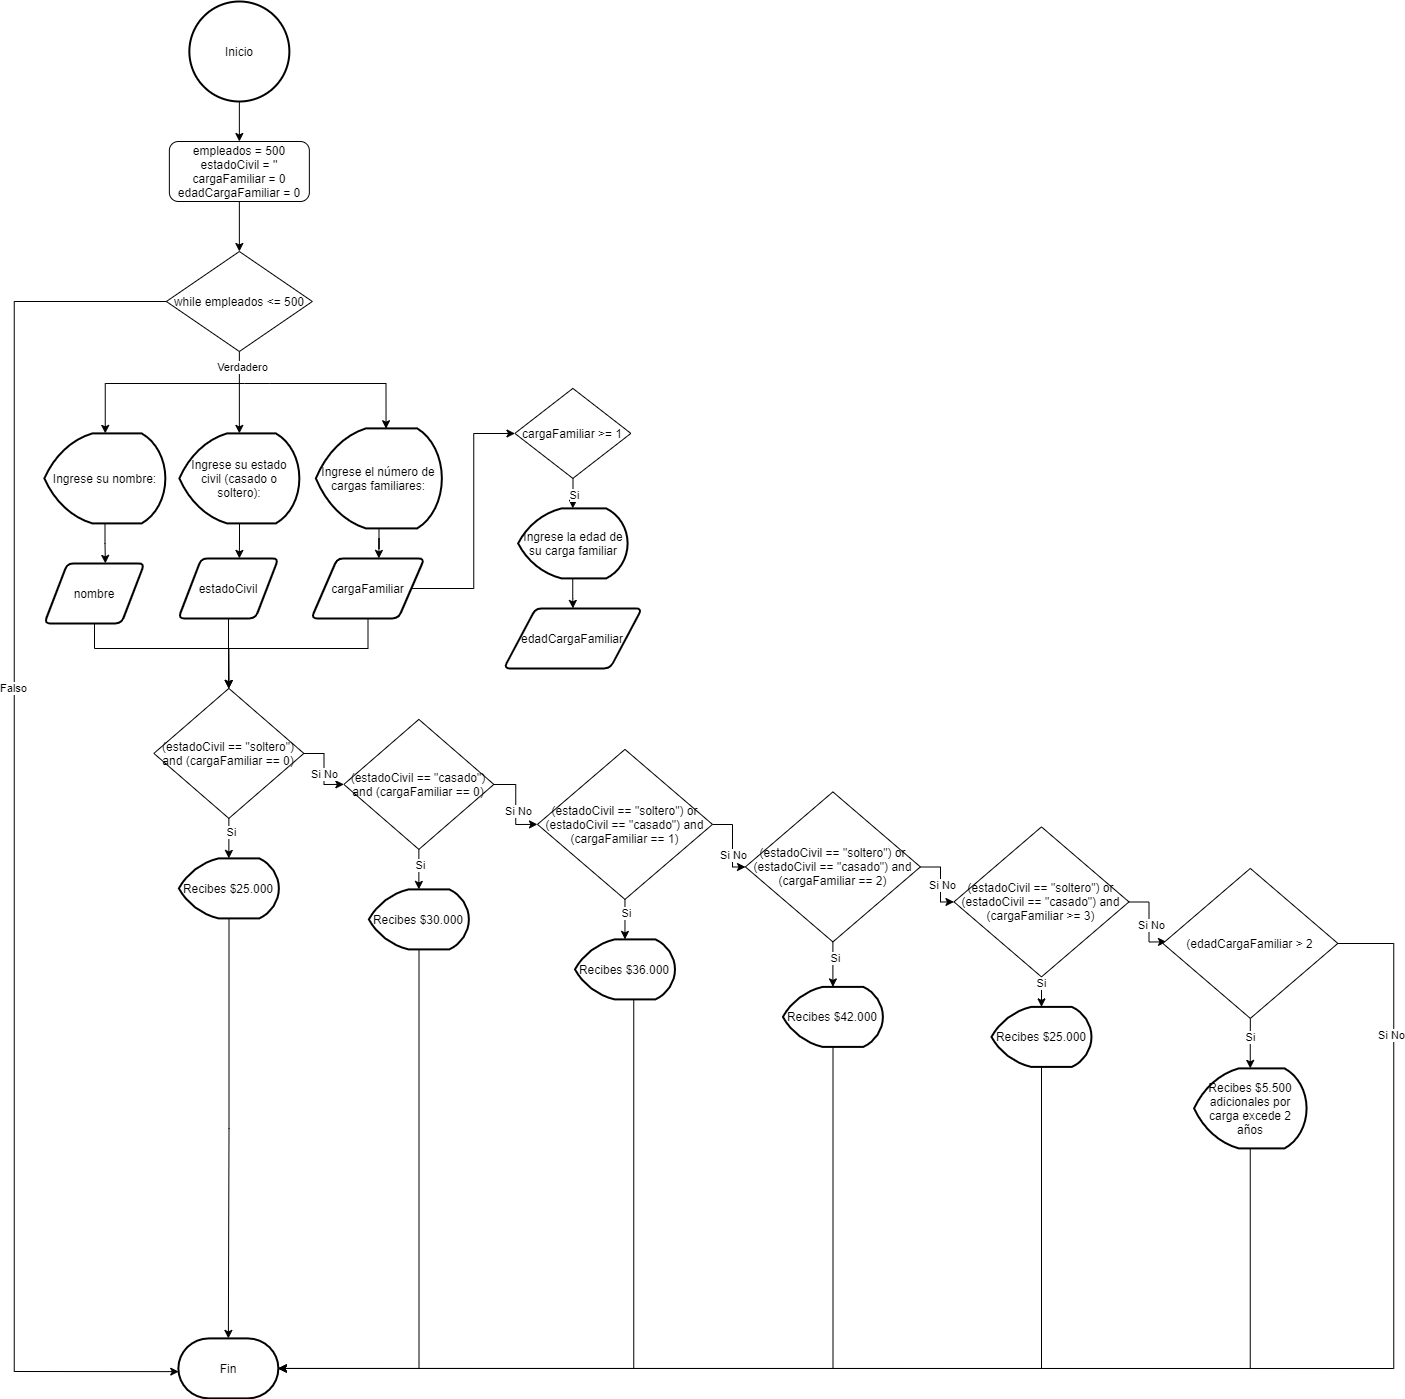 Inicio
empleados = 500
estadoCivil = "
cargaFamiliar = 0
edadCargaFamiliar = 0
while empleados <= 500
Verdadero
Ingrese su nombre:
Ingrese su estado
civil (casado o
soltero):
Ingrese el número de
cargas familiares:
cargaFamiliar >= 1
Si
Ingrese la edad de
su carga familiar
nombre
estadoCivil
cargaFamiliar
edadCargaFamiliar
Falso
(estadoCivil == "soltero")
and (cargaFamiliar == 0)
Si No
(estadoCivil == "casado")
and (cargaFamiliar == 0)
Si No
(estadoCivil == "soltero") or
(estadoCivil == "casado") and
(cargaFamiliar == 1)
Si No
(estadoCivil == "soltero") or
(estadoCivil == "casado") and
(cargaFamiliar == 2)
Si No
(estadoCivil == "soltero") or
(estadoCivil == "casado") and
(cargaFamiliar >= 3)
Si No
(edadCargaFamiliar > 2
Si No
Si
Recibes $25.000
Si
Recibes $30.000
Si
Recibes $36.000
Si
Recibes $42.000
Si
Recibes $25.000
Si
Recibes $5.500
adicionales por
carga excede 2
años
Fin